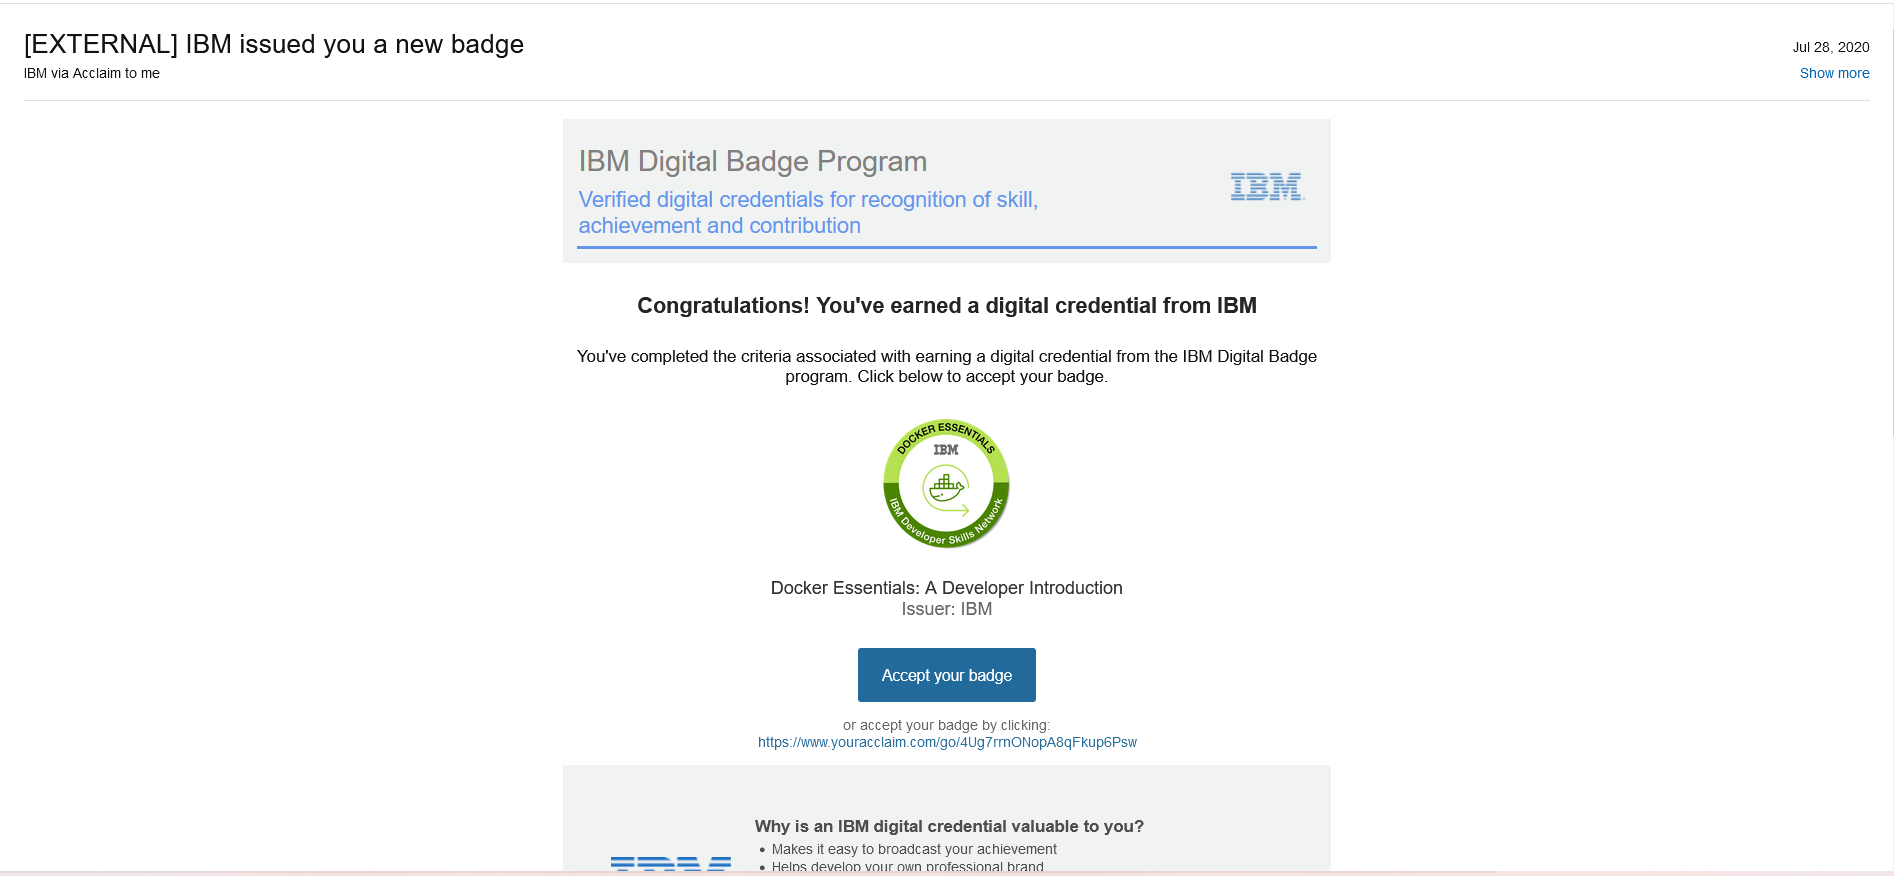 [EXTERNAL] IBM issued you a new badge
Jul 28, 2020
IBM via Acclaim to me
Show more
IBM Digital Badge Program
Verified digital credentials for recognition of skill,
achievement and contribution
IBM
Congratulations! You've earned a digital credential from IBM
You've completed the criteria associated with earning a digital credential from the IBM Digital Badge
program. Click below to accept your badge.
DOCKER ESSENTIALS
IBM
IBM Developer Skills Network
Docker Essentials: A Developer Introduction
Issuer: IBM
Accept your badge
or accept your badge by clicking:
https://www.youracclaim.com/go/4Ug7rrnONopA8qFkup6Psw
Why is an IBM digital credential valuable to you?
• Makes it easy to broadcast your achievement
• Helps develop your own professional brand
IBM